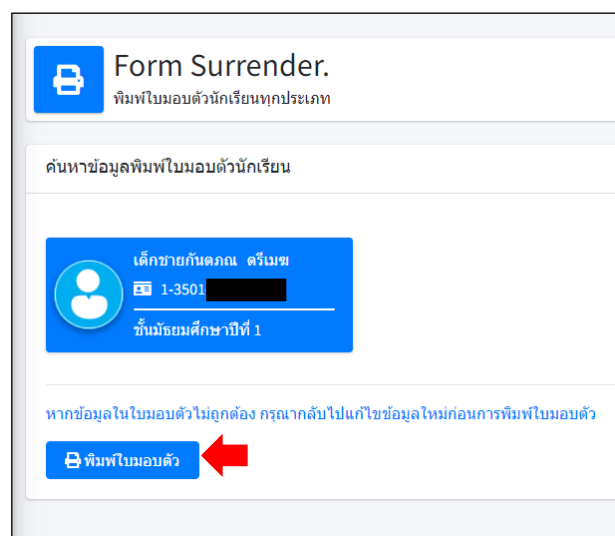 Form Surrender.
พิมพ์ใบมอบตัวนักเรียนทุกประเภท
ค้นหาข้อมูลพิมพ์ใบมอบตัวนักเรียน
เด็กชายกันตภณ ตรีเมฆ
1-3501
ชั้นมัธยมศึกษาปีที่ 1
หากข้อมูลในใบมอบตัวไม่ถูกต้อง กรุณากลับไปแก้ไขข้อมูลใหม่ก่อนการพิมพ์ใบมอบตัว
พิมพ์ใบมอบตัว